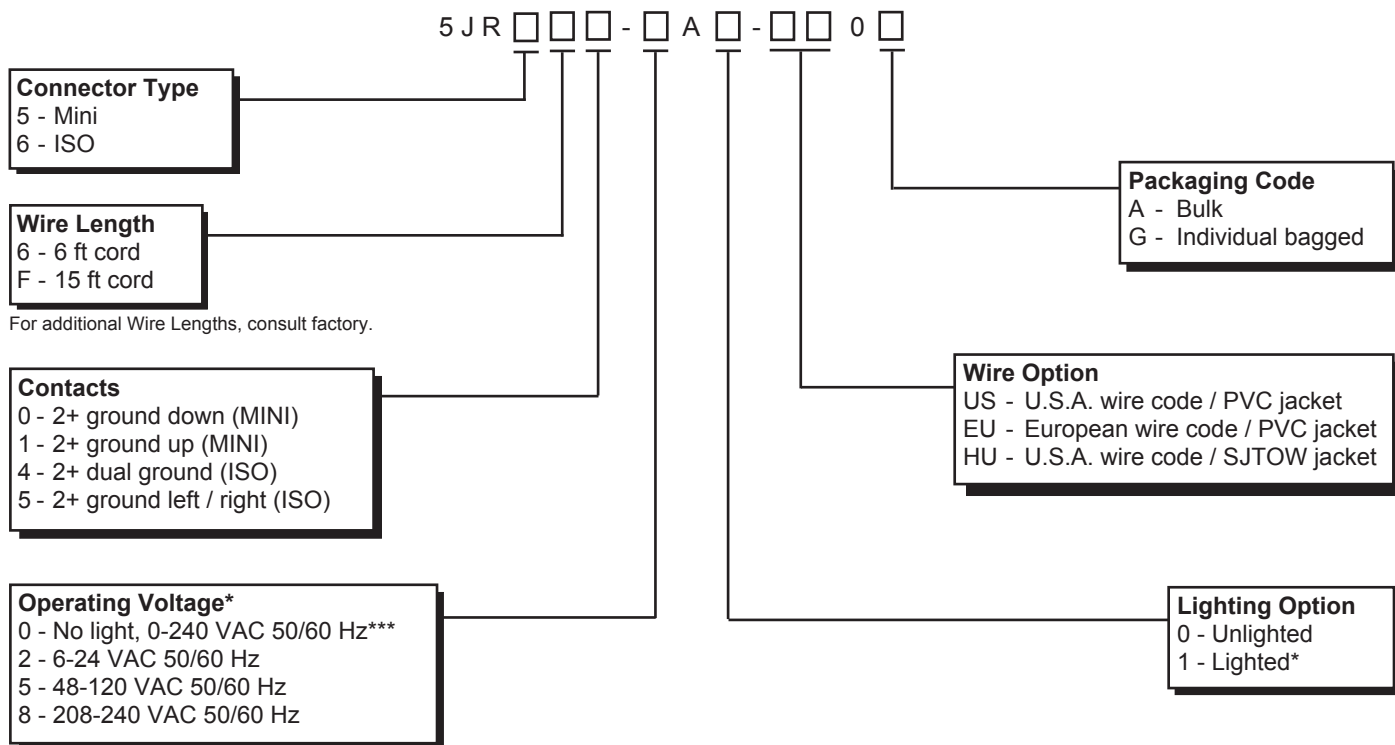 5 J R □ □ □ - □ A □ - □ □ 0 □
Connector Type
5 - Mini
6 - ISO
Wire Length
6 - 6 ft cord
F - 15 ft cord
For additional Wire Lengths, consult factory.
Contacts
0 - 2+ ground down (MINI)
1 - 2+ ground up (MINI)
4 - 2+ dual ground (ISO)
5 - 2+ ground left / right (ISO)
Operating Voltage*
0 - No light, 0-240 VAC 50/60 Hz***
2 - 6-24 VAC 50/60 Hz
5 - 48-120 VAC 50/60 Hz
8 - 208-240 VAC 50/60 Hz
Packaging Code
A - Bulk
G - Individual bagged
Wire Option
US - U.S.A. wire code / PVC jacket
EU - European wire code / PVC jacket
HU - U.S.A. wire code / SJTOW jacket
Lighting Option
0 - Unlighted
1 - Lighted*